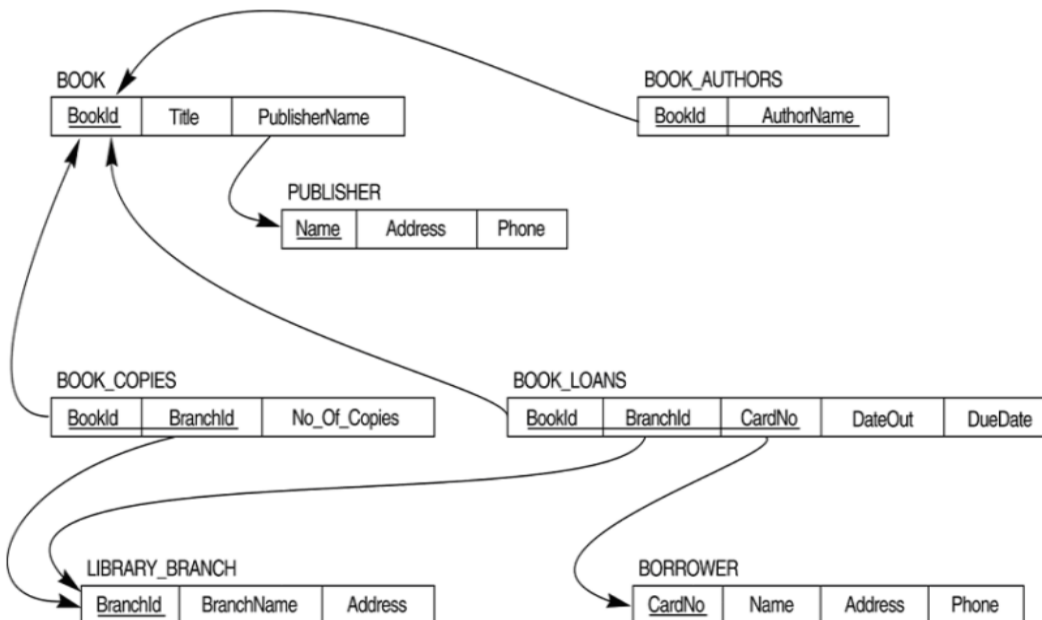 BOOK
BookId Title PublisherName
BOOK_AUTHORS
BookId AuthorName
PUBLISHER
Name Address Phone
BOOK_COPIES
BookId BranchId No_Of_Copies
BOOK_LOANS
BookId BranchId CardNo DateOut DueDate
LIBRARY_BRANCH
BranchId BranchName Address
BORROWER
CardNo Name Address Phone